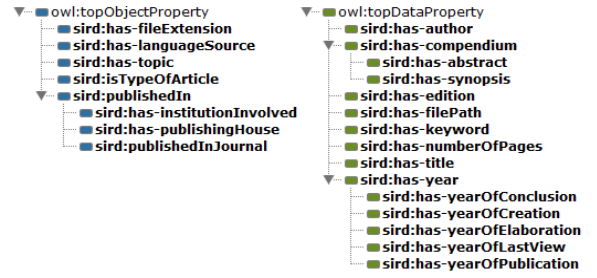 owl:topObjectProperty
sird:has-fileExtension
sird:has-languageSource
sird:has-topic
sird:isTypeOfArticle
sird:publishedIn
sird:has-institutionInvolved
sird:has-publishingHouse
sird:publishedInJournal
owl:topDataProperty
sird:has-author
sird:has-compendium
sird:has-abstract
sird:has-synopsis
sird:has-edition
sird:has-filePath
sird:has-keyword
sird:has-numberOfPages
sird:has-title
sird:has-year
sird:has-yearOfConclusion
sird:has-yearOfCreation
sird:has-yearOfElaboration
sird:has-yearOfLastView
sird:has-yearOfPublication